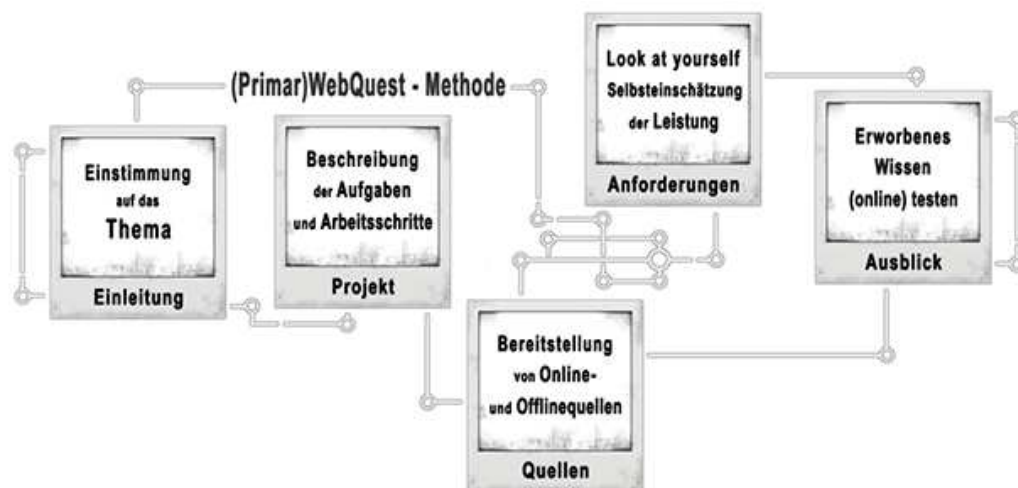 (Primar)WebQuest - Methode
Einstimmung
auf das
Thema
Einleitung
Beschreibung
der Aufgaben
und Arbeitsschritte
Projekt
Bereitstellung
von Online-
und Offlinequellen
Quellen
Look at yourself
Selbsteinschätzung
der Leistung
Anforderungen
Erworbenes
Wissen
(online) testen
Ausblick